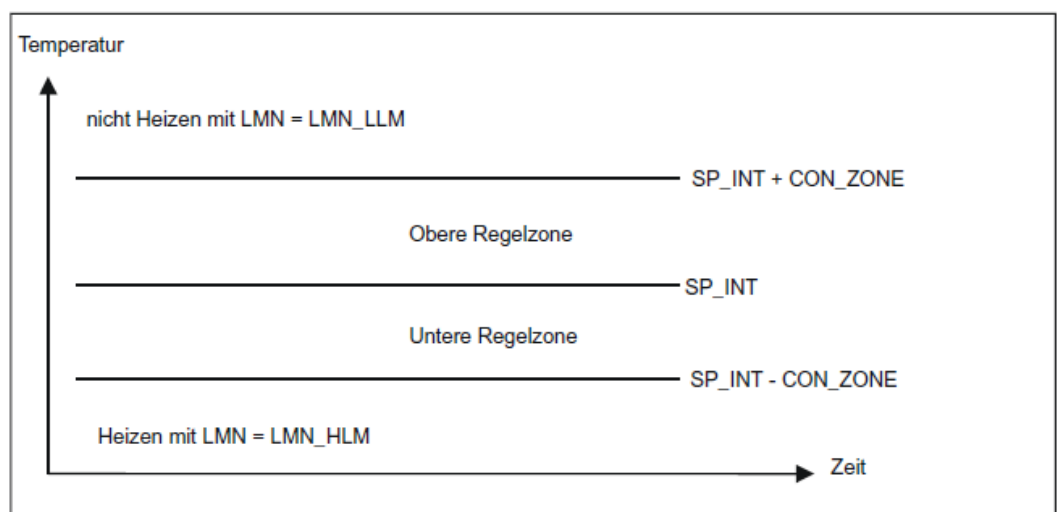 Temperatur
nicht Heizen mit LMN = LMN_LLM
SP_INT + CON_ZONE
Obere Regelzone
SP_INT
Untere Regelzone
SP_INT - CON_ZONE
Heizen mit LMN = LMN_HLM
Zeit